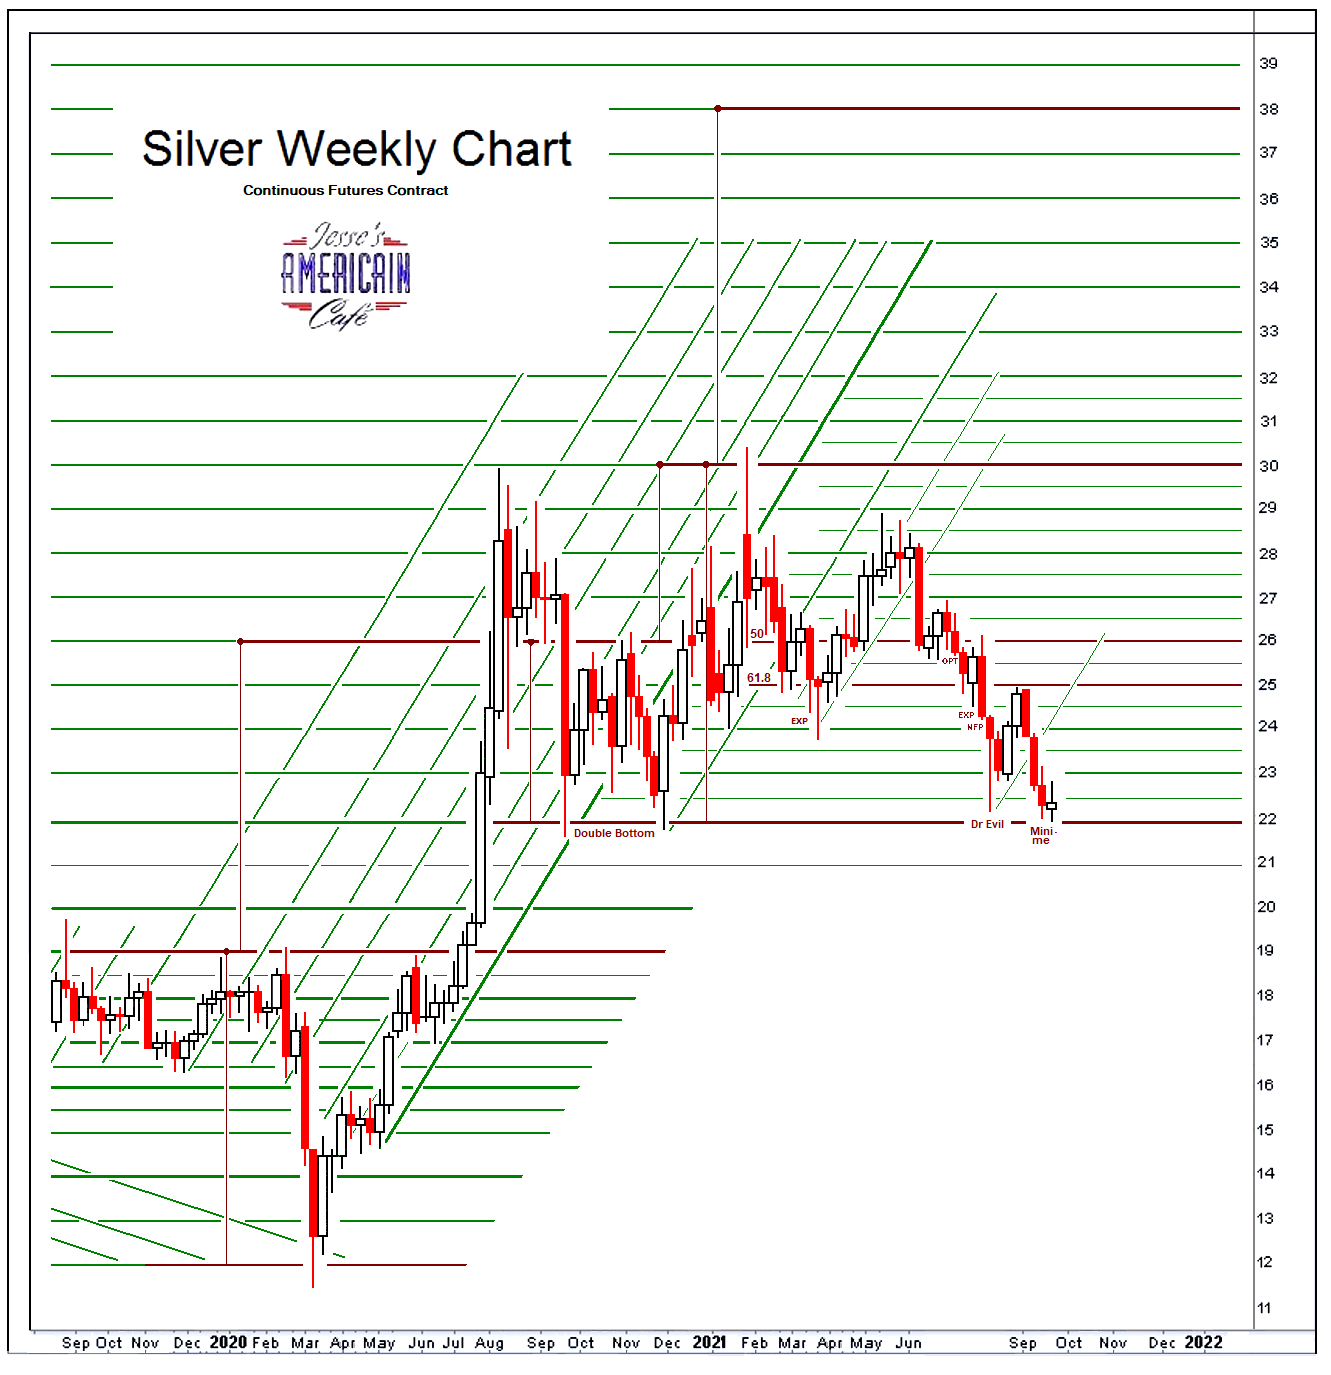 Silver Weekly Chart
Continuous Futures Contract
Jesse's
AMERICAIN
Café
39
38
37
36
35
34
33
32
31
30
29
28
27
26
25
24
23
22
21
20
19
18
17
16
15
14
13
12
11
50
61.8
EXP
OPT
EXP
NFP
Double Bottom
Dr Evil
Mini-
me
Sep Oct Nov Dec 2020 Feb Mar Apr May Jun Jul Aug Sep Oct Nov Dec 2021 Feb Mar Apr May Jun Sep Oct Nov Dec 2022